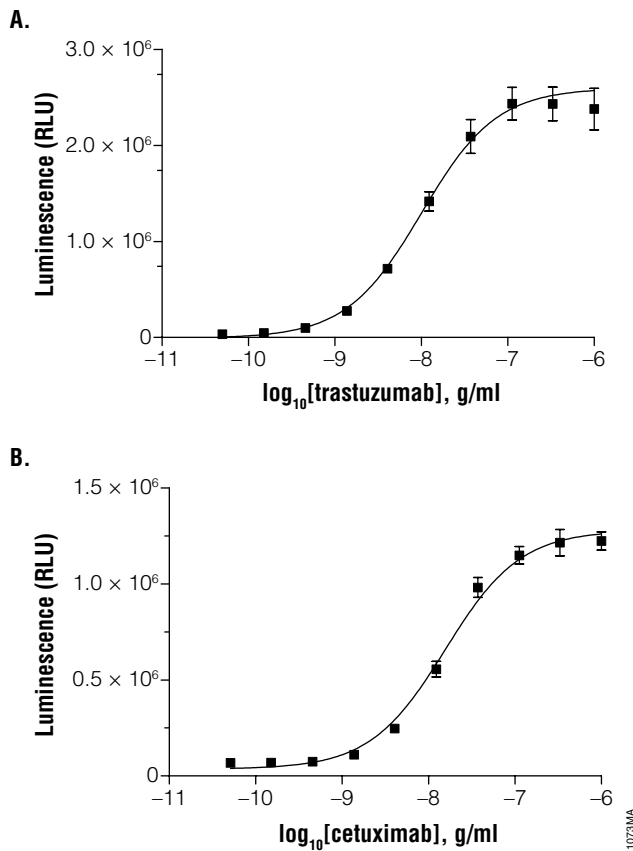 A.
3.0 × 10⁶
2.0 × 10⁶
1.0 × 10⁶
0
Luminescence (RLU)
–11 –10 –9 –8 –7 –6
log₁₀[trastuzumab], g/ml
B.
1.5 × 10⁶
1.0 × 10⁶
0.5 × 10⁶
0
Luminescence (RLU)
–11 –10 –9 –8 –7 –6
log₁₀[cetuximab], g/ml
1073MA